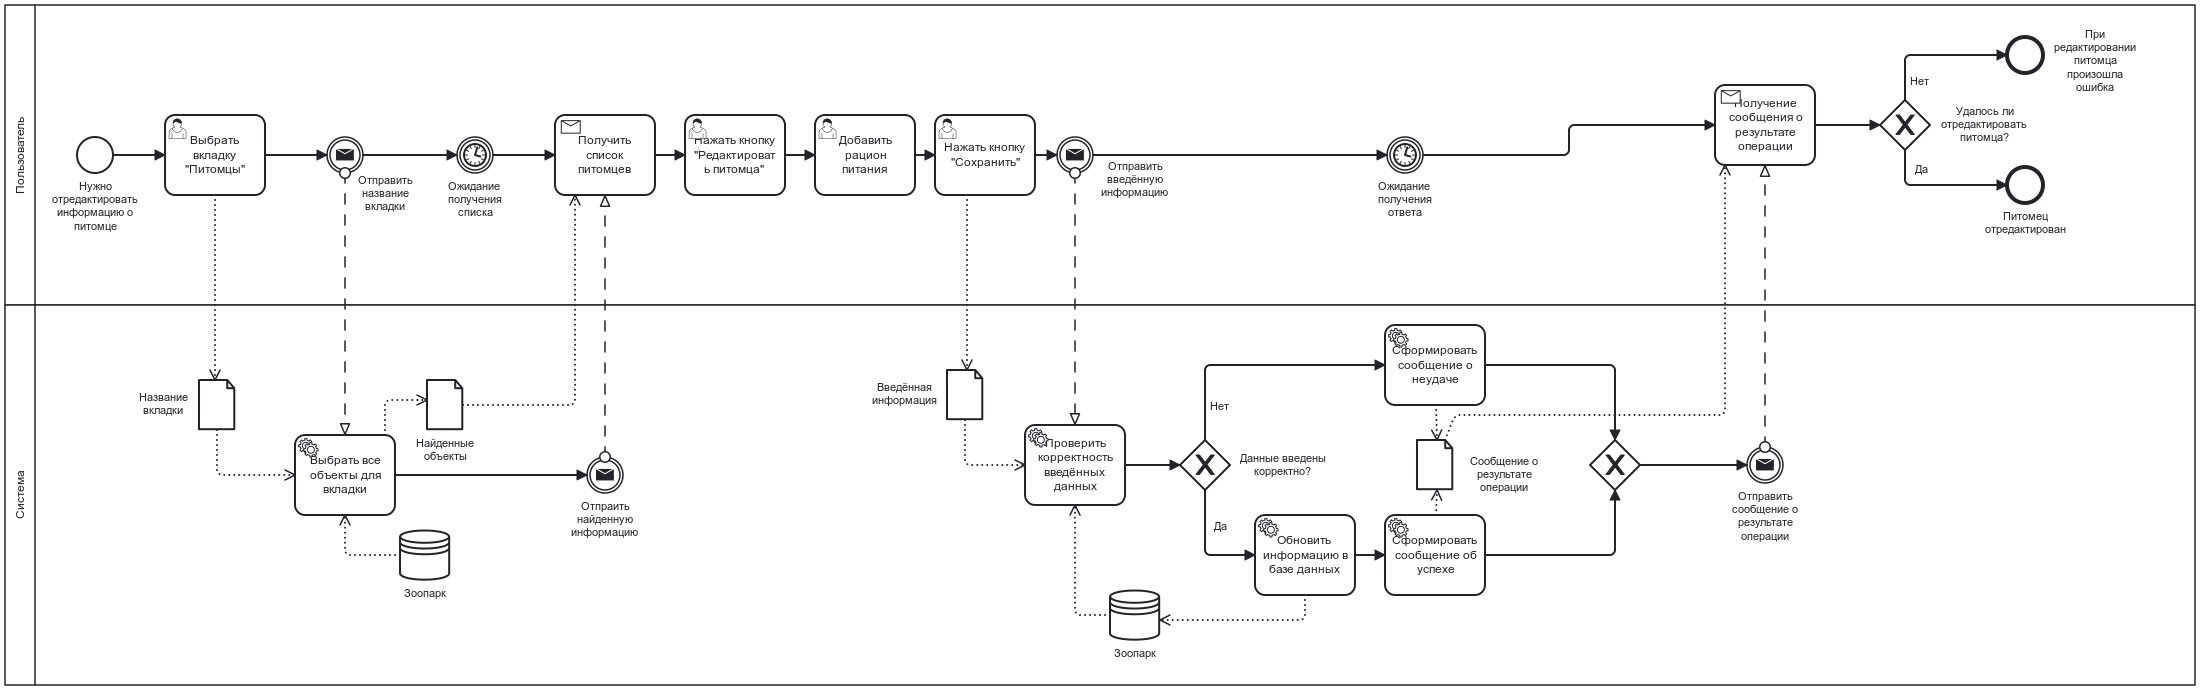 Пользователь
Нужно
отредактировать
информацию о
питомце
Выбрать
вкладку
"Питомцы"
Отправить
название
вкладки
Ожидание
получения
списка
Получить
список
питомцев
Нажать кнопку
"Редактироват
ь питомца"
Добавить
рацион
питания
Нажать кнопку
"Сохранить"
Отправить
введённую
информацию
Ожидание
получения
ответа
Получение
сообщения о
результате
операции
Удалось ли
отредактировать
питомца?
Нет
При
редактировании
питомца
произошла
ошибка
Да
Питомец
отредактирован
Система
Название
вкладки
Выбрать все
объекты для
вкладки
Найденные
объекты
Зоопарк
Отпраить
найденную
информацию
Введённая
информация
Проверить
корректность
введённых
данных
Данные введены
корректно?
Нет
Сформировать
сообщение о
неудаче
Да
Обновить
информацию в
базе данных
Сформировать
сообщение об
успехе
Сообщение о
результате
операции
Зоопарк
Отправить
сообщение о
результате
операции